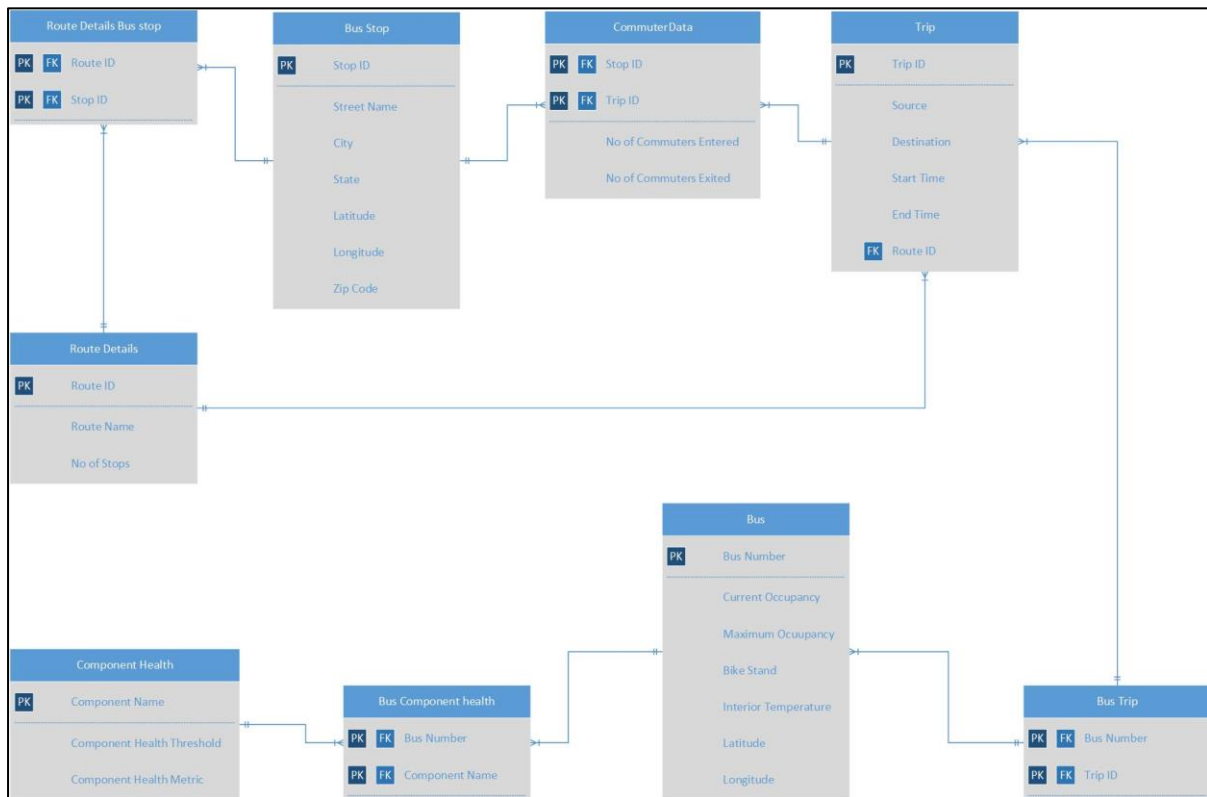 Route Details Bus stop
PK FK Route ID
PK FK Stop ID
Bus Stop
PK Stop ID
Street Name
City
State
Latitude
Longitude
Zip Code
CommuterData
PK FK Stop ID
PK FK Trip ID
No of Commuters Entered
No of Commuters Exited
Trip
PK Trip ID
Source
Destination
Start Time
End Time
FK Route ID
Route Details
PK Route ID
Route Name
No of Stops
Bus
PK Bus Number
Current Occupancy
Maximum Ocuupancy
Bike Stand
Interior Temperature
Latitude
Longitude
Component Health
PK Component Name
Component Health Threshold
Component Health Metric
Bus Component health
PK FK Bus Number
PK FK Component Name
Bus Trip
PK FK Bus Number
PK FK Trip ID